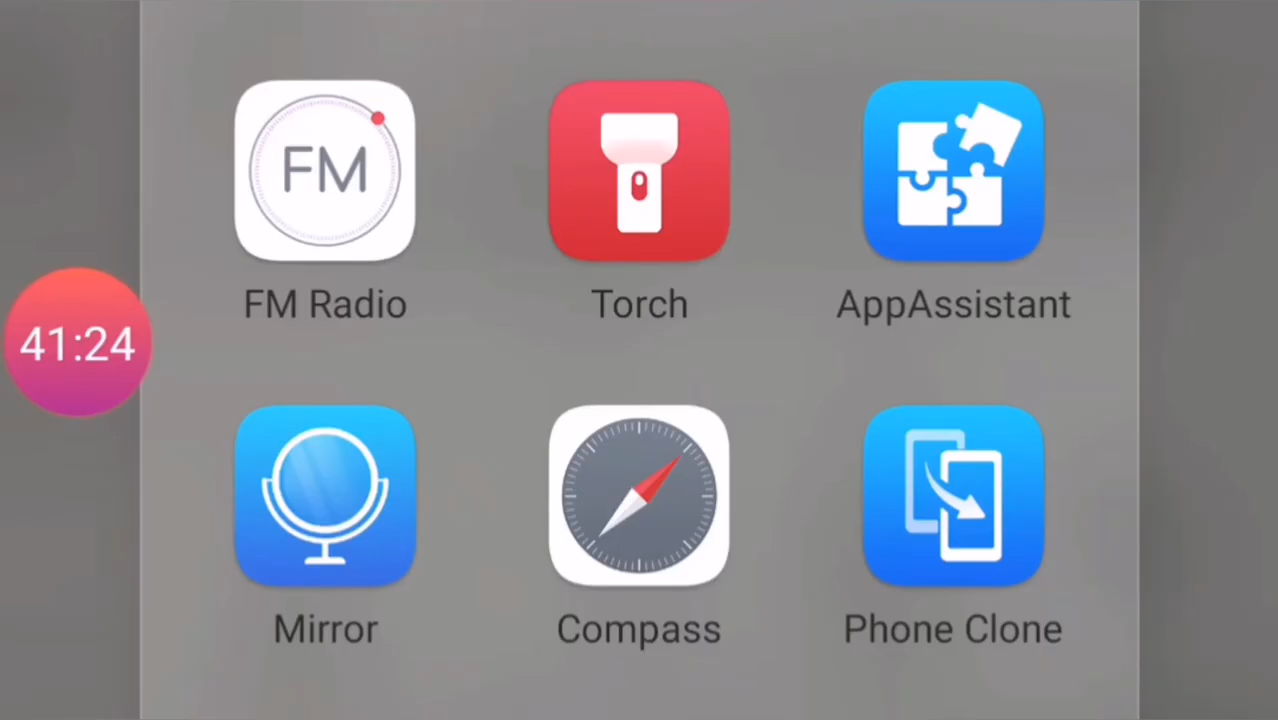 FM
FM Radio
Torch
AppAssistant
41:24
Mirror
Compass
Phone Clone